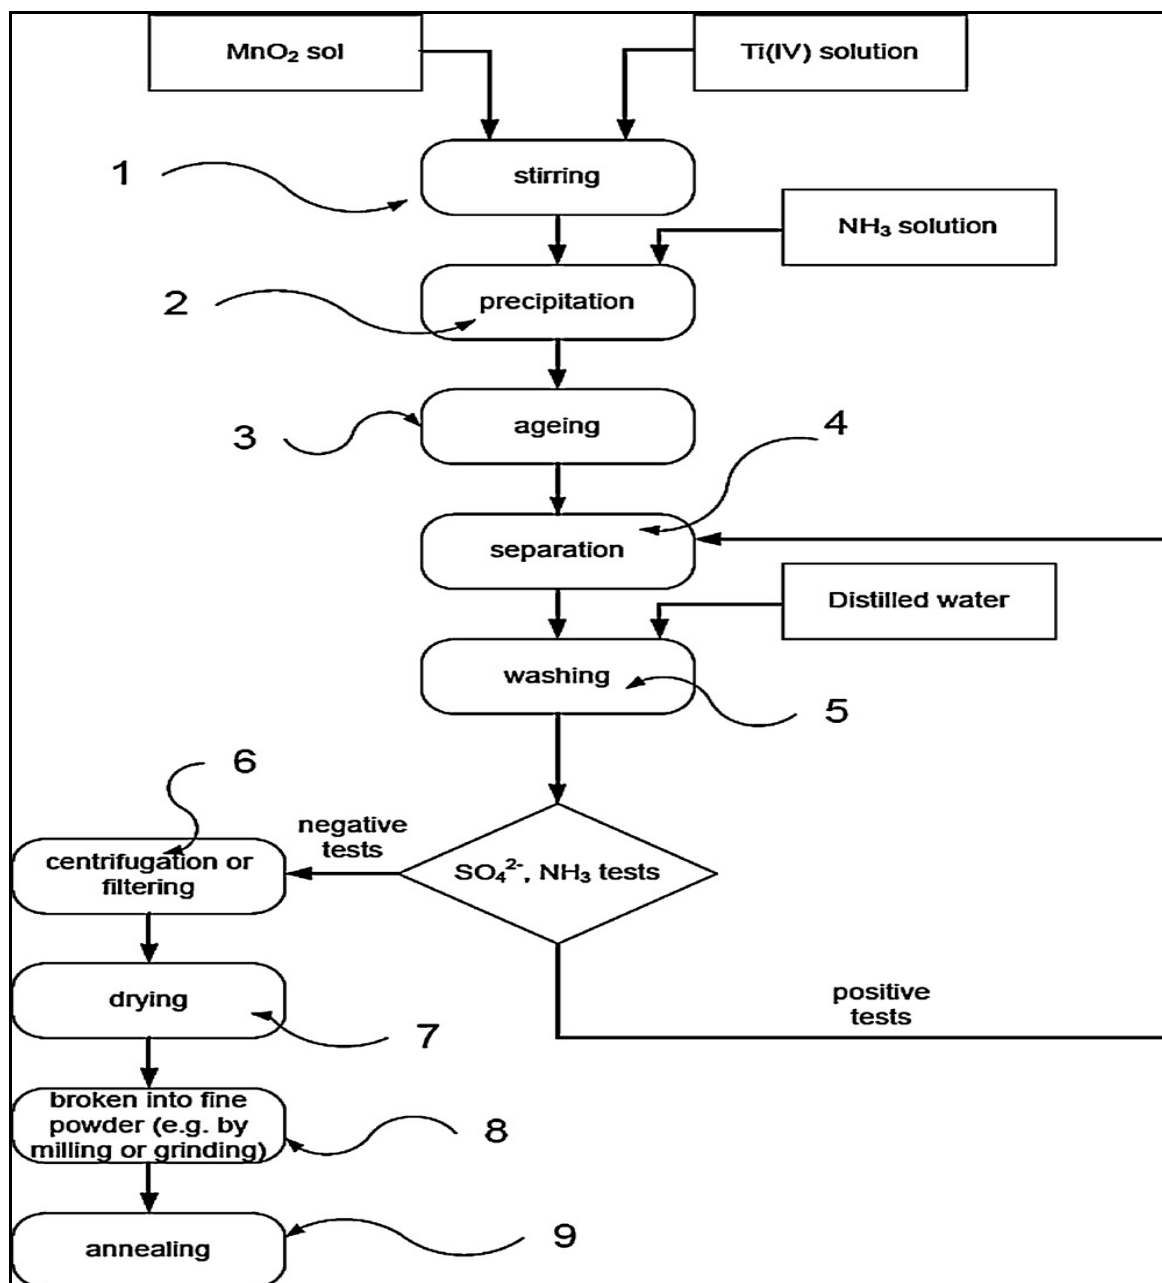 MnO₂ sol
Ti(IV) solution
1
stirring
NH₃ solution
2
precipitation
3
ageing
4
separation
Distilled water
washing
5
6
negative
tests
centrifugation or
filtering
SO₄²⁻, NH₃ tests
drying
7
positive
tests
broken into fine
powder (e.g. by
milling or grinding)
8
annealing
9